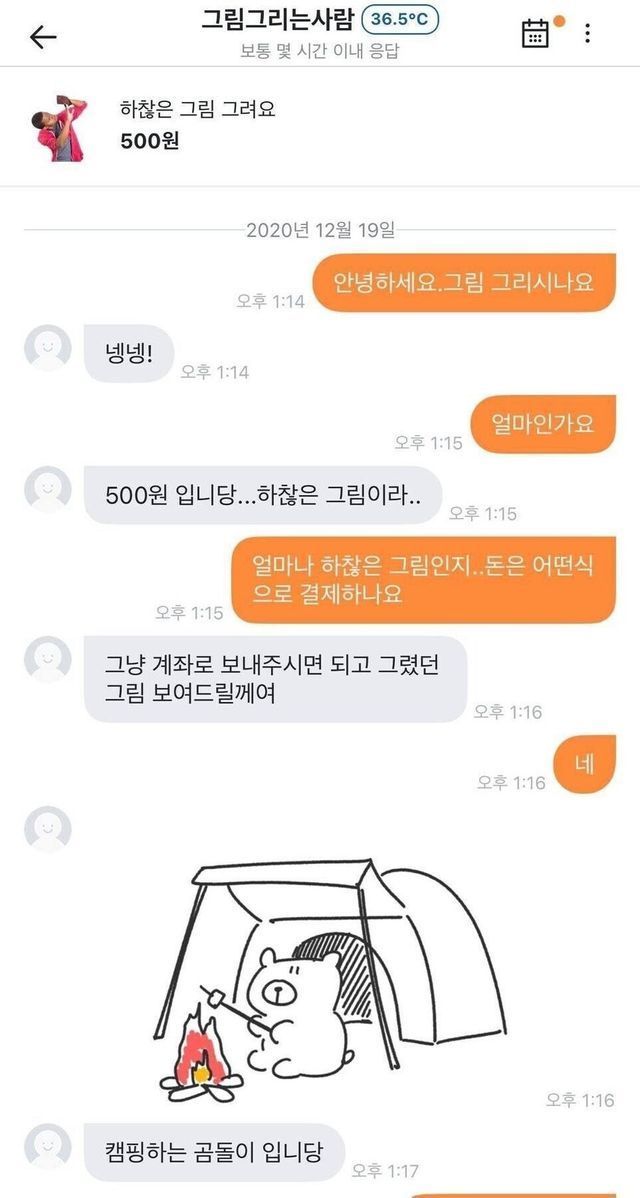 그림그리는사람 36.5°C
보통 몇 시간 이내 응답
하찮은 그림 그려요
500원
2020년 12월 19일
안녕하세요.그림 그리시나요
오후 1:14
넹넹!
오후 1:14
얼마인가요
오후 1:15
500원 입니당...하찮은 그림이라..
오후 1:15
얼마나 하찮은 그림인지..돈은 어떤식
으로 결제하나요
오후 1:15
그냥 계좌로 보내주시면 되고 그렸던
그림 보여드릴께여
오후 1:16
네
오후 1:16
오후 1:16
캠핑하는 곰돌이 입니당
오후 1:17